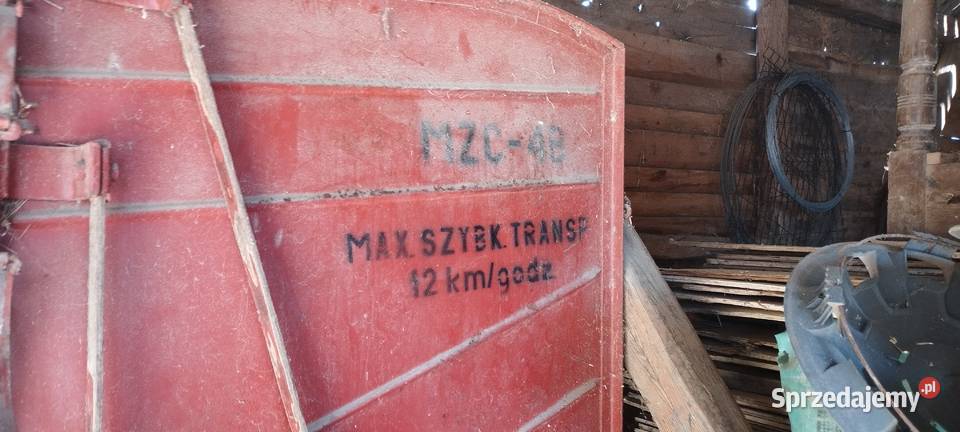 MZC-4B
MAX. SZYBK. TRANSP
12 km/godz
Sprzedajemy.pl